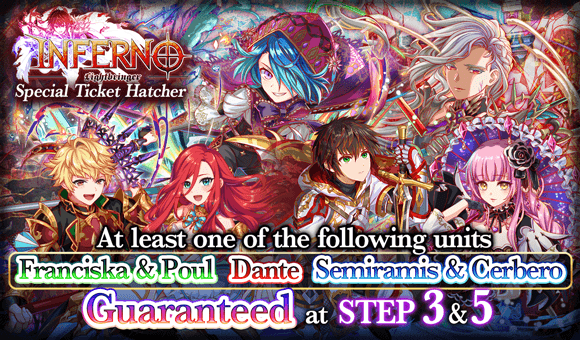 INFERNO
Lightbringer
Special Ticket Hatcher
At least one of the following units
Franciska & Poul Dante Semiramis & Cerbero
Guaranteed at STEP 3 & 5